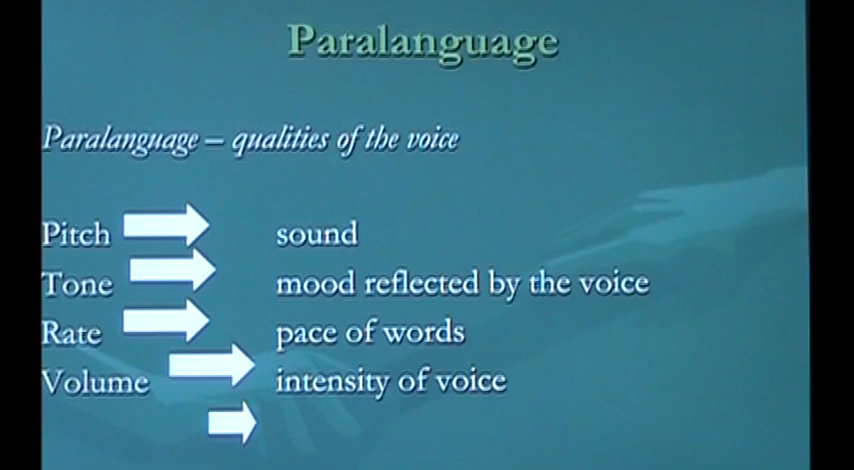 Paralanguage
Paralanguage – qualities of the voice
Pitch sound
Tone mood reflected by the voice
Rate pace of words
Volume intensity of voice